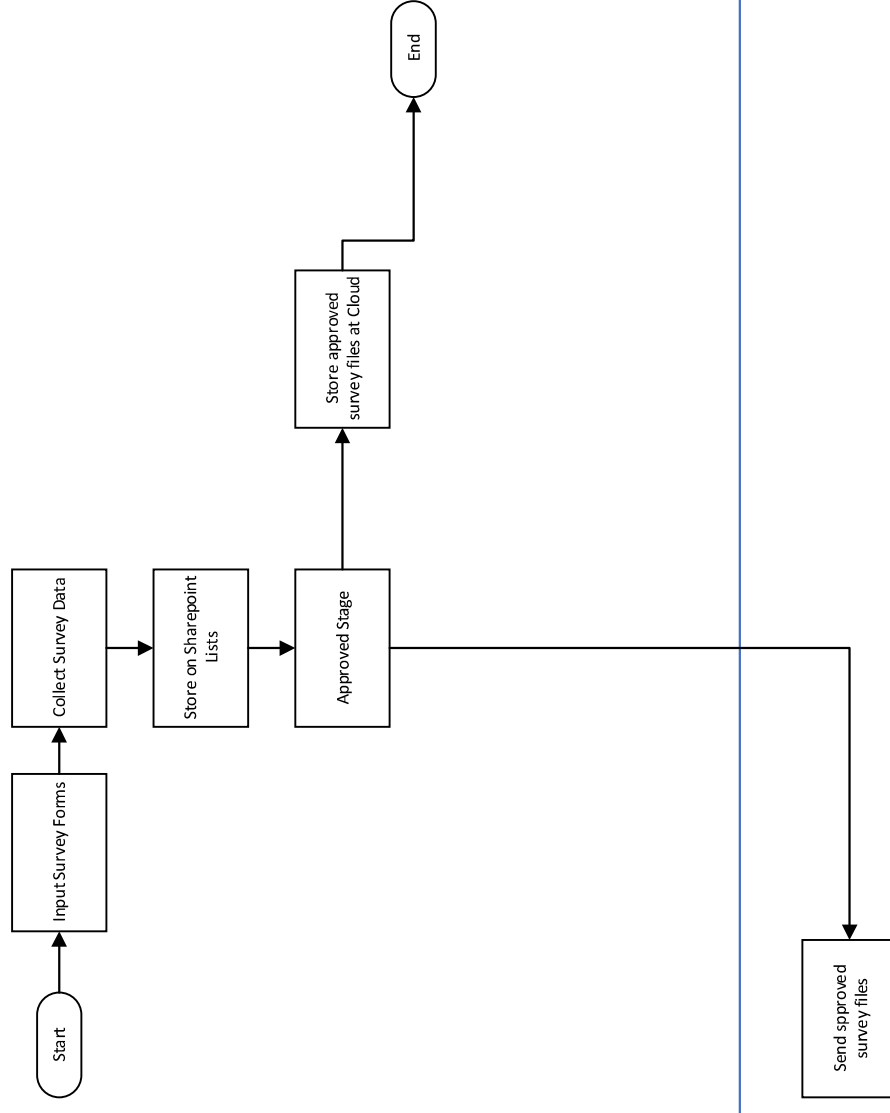 Start
Input Survey Forms
Collect Survey Data
Store on Sharepoint
Lists
Approved Stage
Store approved
survey files at Cloud
End
Send spproved
survey files